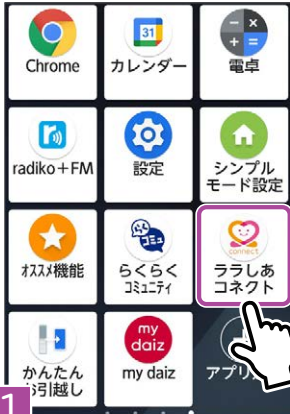 31
Chrome
カレンダー
電卓
radiko+FM
設定
シンプル
モード設定
connect
オススメ機能
らくらく
コミュニティ
ララしあ
コネクト
my
daiz
かんたん
お引越し
my daiz
アプリ
1